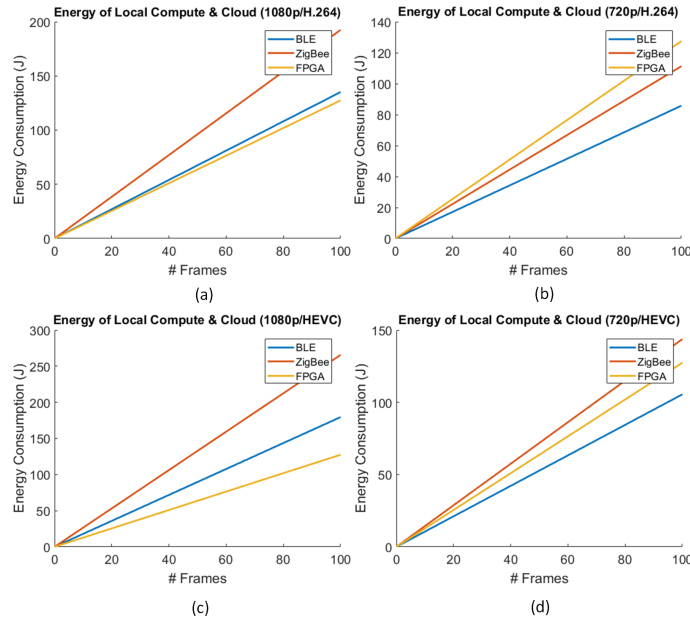 Energy of Local Compute & Cloud (1080p/H.264)
Energy Consumption (J)
200
150
100
50
0
BLE
ZigBee
FPGA
0 20 40 60 80 100
# Frames
(a)
Energy of Local Compute & Cloud (720p/H.264)
Energy Consumption (J)
140
120
100
80
60
40
20
0
BLE
ZigBee
FPGA
0 20 40 60 80 100
# Frames
(b)
Energy of Local Compute & Cloud (1080p/HEVC)
Energy Consumption (J)
300
250
200
150
100
50
0
BLE
ZigBee
FPGA
0 20 40 60 80 100
# Frames
(c)
Energy of Local Compute & Cloud (720p/HEVC)
Energy Consumption (J)
150
100
50
0
BLE
ZigBee
FPGA
0 20 40 60 80 100
# Frames
(d)